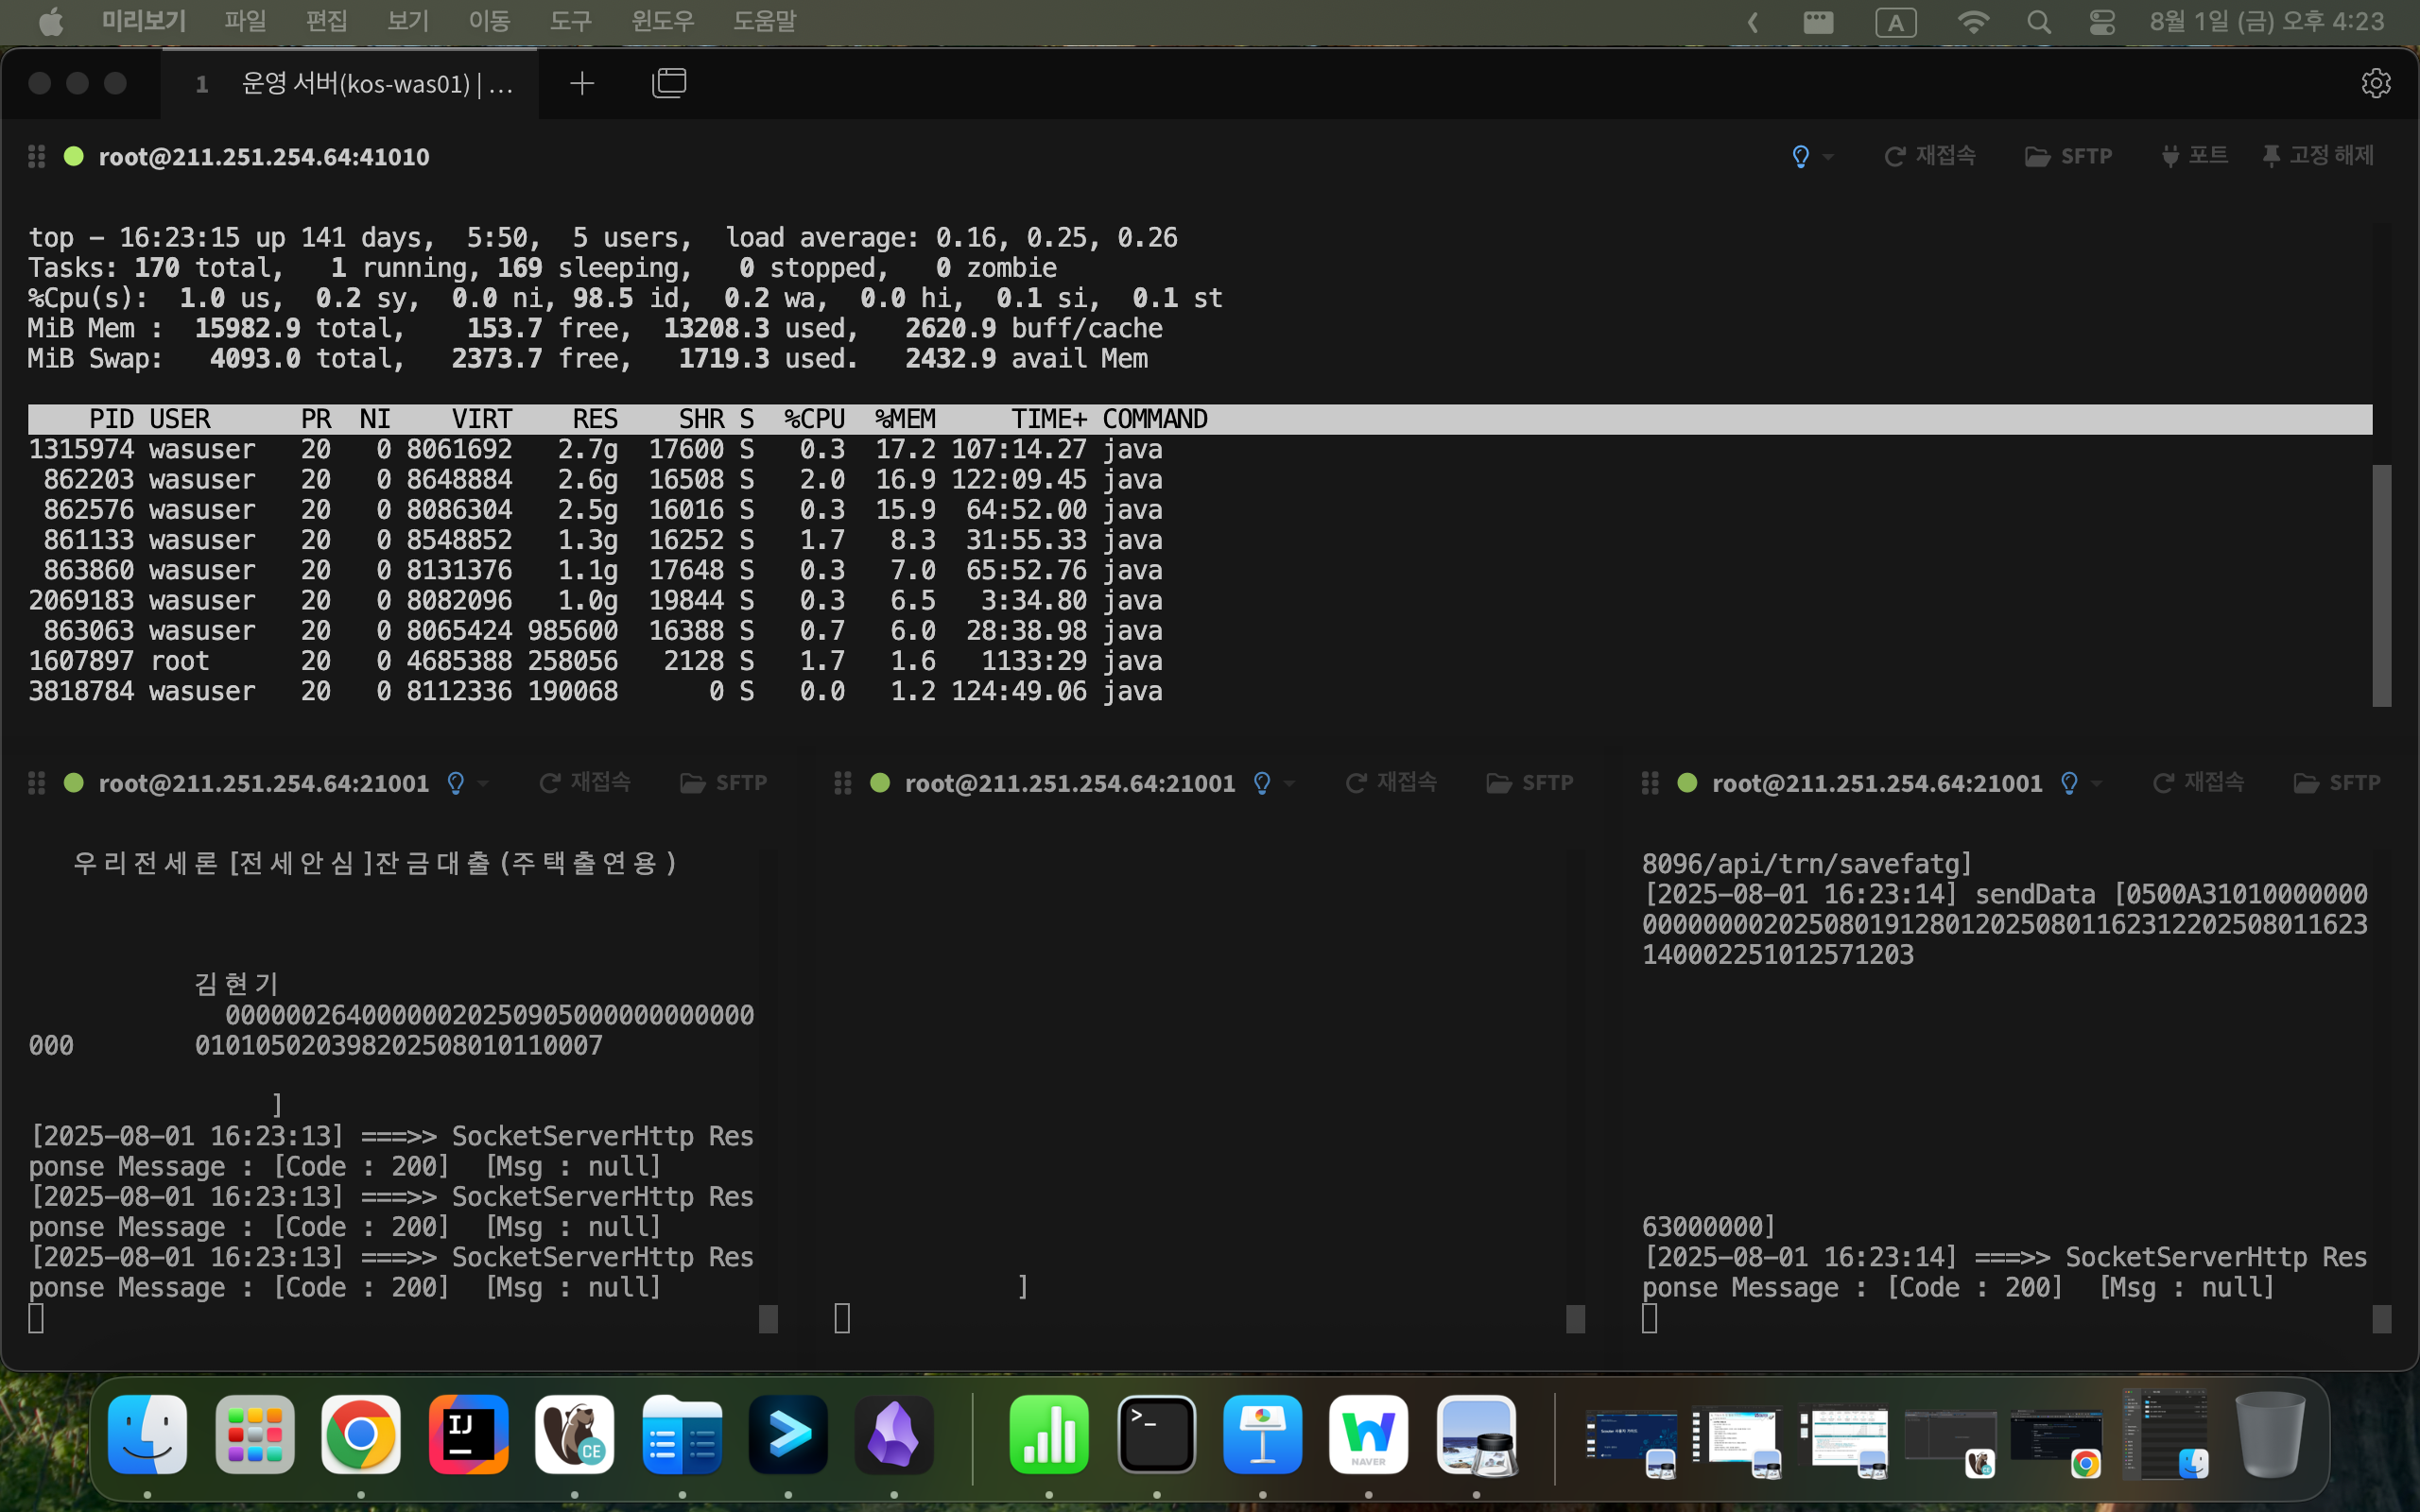 미리보기 파일 편집 보기 이동 도구 윈도우 도움말 A 8월 1일 (금) 오후 4:23
1 운영 서버(kos-was01) | …
root@211.251.254.64:41010 재접속 SFTP 포트 고정 해제
top - 16:23:15 up 141 days, 5:50, 5 users, load average: 0.16, 0.25, 0.26
Tasks: 170 total, 1 running, 169 sleeping, 0 stopped, 0 zombie
%Cpu(s): 1.0 us, 0.2 sy, 0.0 ni, 98.5 id, 0.2 wa, 0.0 hi, 0.1 si, 0.1 st
MiB Mem : 15982.9 total, 153.7 free, 13208.3 used, 2620.9 buff/cache
MiB Swap: 4093.0 total, 2373.7 free, 1719.3 used. 2432.9 avail Mem
PID USER PR NI VIRT RES SHR S %CPU %MEM TIME+ COMMAND
1315974 wasuser 20 0 8061692 2.7g 17600 S 0.3 17.2 107:14.27 java
862203 wasuser 20 0 8648884 2.6g 16508 S 2.0 16.9 122:09.45 java
862576 wasuser 20 0 8086304 2.5g 16016 S 0.3 15.9 64:52.00 java
861133 wasuser 20 0 8548852 1.3g 16252 S 1.7 8.3 31:55.33 java
863860 wasuser 20 0 8131376 1.1g 17648 S 0.3 7.0 65:52.76 java
2069183 wasuser 20 0 8082096 1.0g 19844 S 0.3 6.5 3:34.80 java
863063 wasuser 20 0 8065424 985600 16388 S 0.7 6.0 28:38.98 java
1607897 root 20 0 4685388 258056 2128 S 1.7 1.6 1133:29 java
3818784 wasuser 20 0 8112336 190068 0 S 0.0 1.2 124:49.06 java
root@211.251.254.64:21001 재접속 SFTP
우리전세론 [전세안심]잔금대출(주택출연용)
김현기
00000026400000020250905000000000000
000 010105020398202508010110007
]
[2025-08-01 16:23:13] ===>> SocketServerHttp Res
ponse Message : [Code : 200] [Msg : null]
[2025-08-01 16:23:13] ===>> SocketServerHttp Res
ponse Message : [Code : 200] [Msg : null]
[2025-08-01 16:23:13] ===>> SocketServerHttp Res
ponse Message : [Code : 200] [Msg : null]
root@211.251.254.64:21001 재접속 SFTP
]
root@211.251.254.64:21001 재접속 SFTP
8096/api/trn/savefatg]
[2025-08-01 16:23:14] sendData [0500A31010000000
000000002025080191280120250801162312202508011623
140002251012571203
63000000]
[2025-08-01 16:23:14] ===>> SocketServerHttp Res
ponse Message : [Code : 200] [Msg : null]
IJ
CE
>_
NAVER